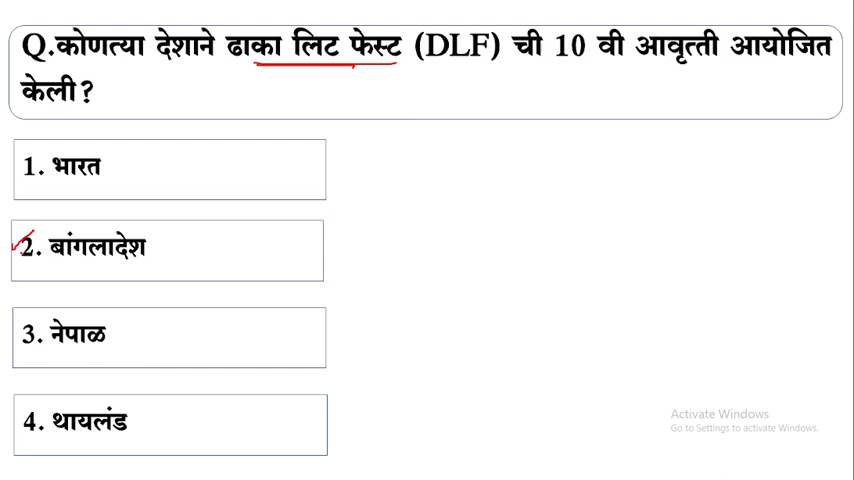 Q.कोणत्या देशाने ढाका लिट फेस्ट (DLF) ची 10 वी आवृत्ती आयोजित
केली?
1. भारत
2. बांगलादेश
3. नेपाळ
4. थायलंड
Activate Windows
Go to Settings to activate Windows.